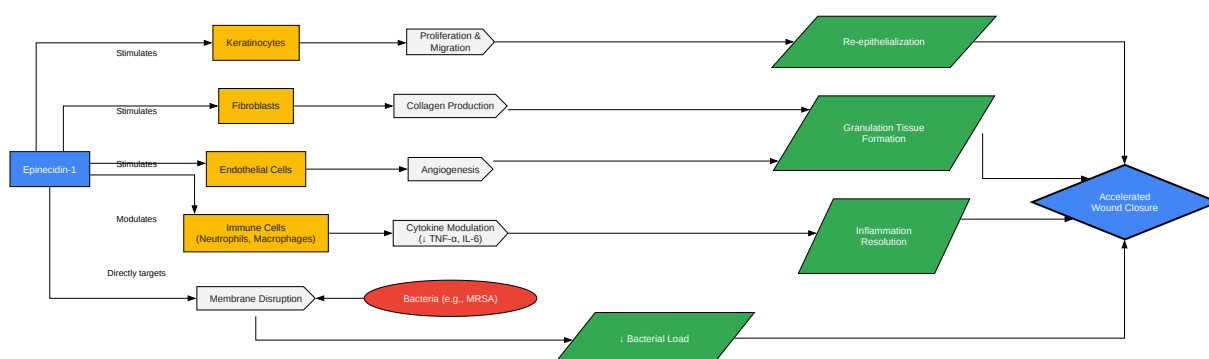 Keratinocytes
Proliferation &
Migration
Re-epithelialization
Stimulates
Fibroblasts
Collagen Production
Stimulates
Granulation Tissue
Formation
Epinecidin-1
Stimulates
Endothelial Cells
Angiogenesis
Accelerated
Wound Closure
Modulates
Immune Cells
(Neutrophils, Macrophages)
Cytokine Modulation
(↓ TNF-α, IL-6)
Inflammation
Resolution
Directly targets
Membrane Disruption
Bacteria (e.g., MRSA)
↓ Bacterial Load